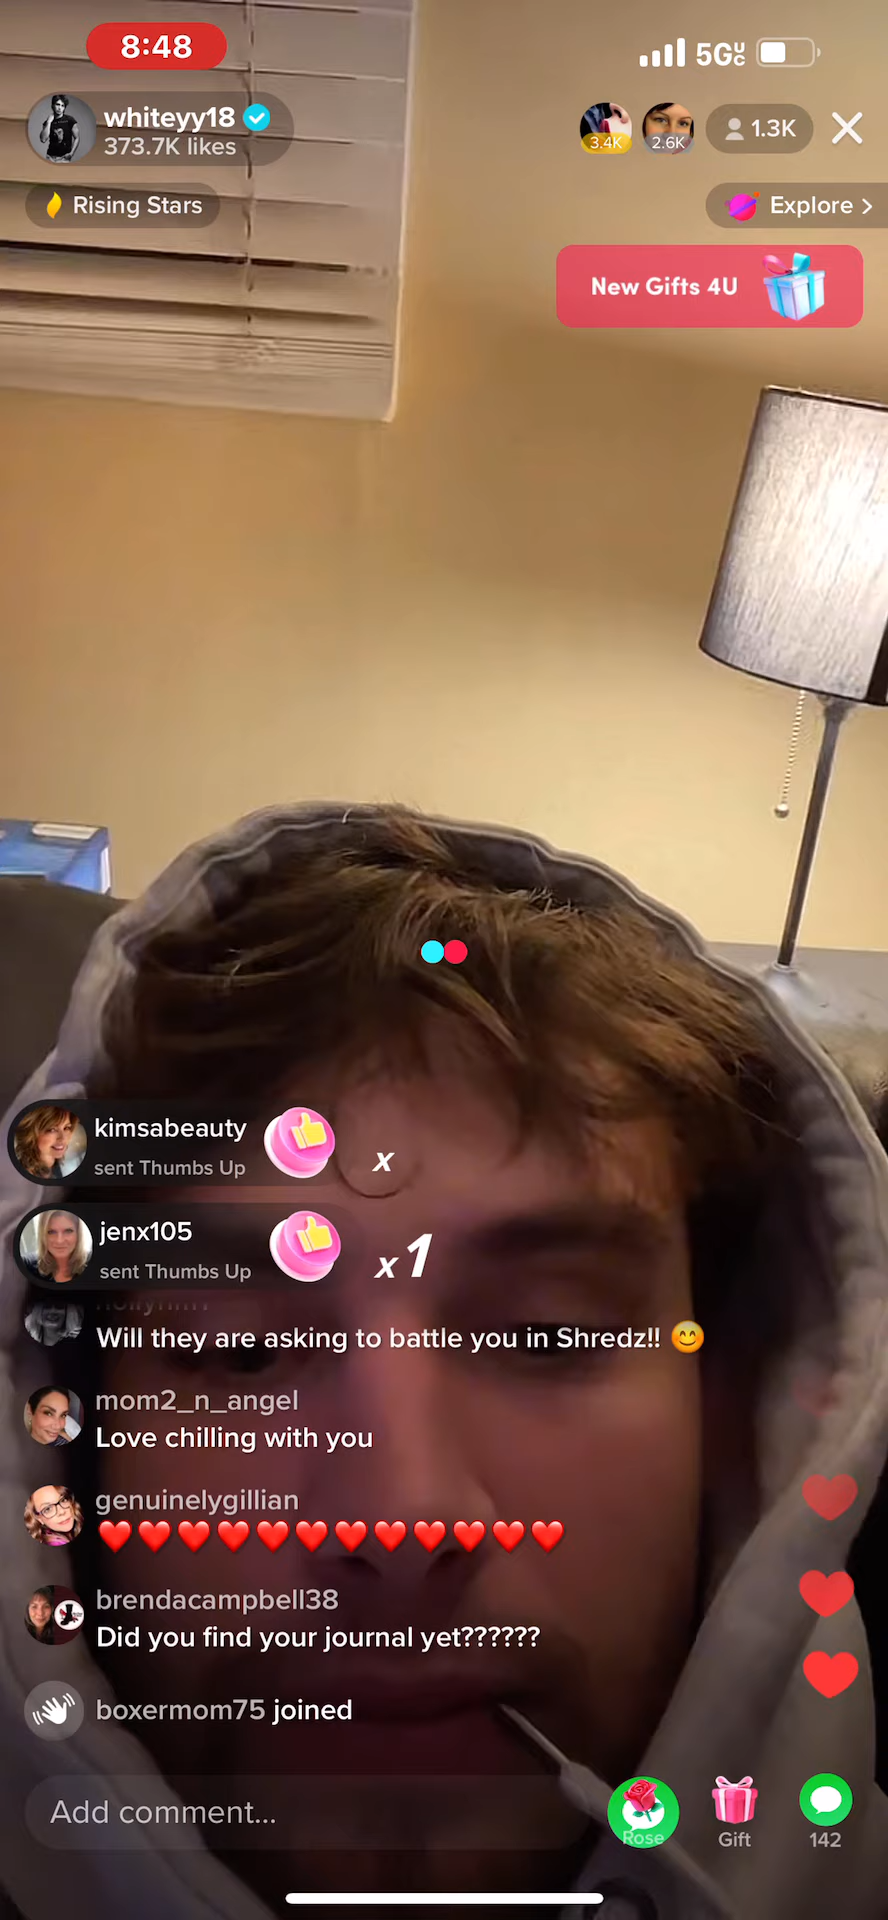 8:48
5G UC
whiteyy18
373.7K likes
3.4K
2.6K
1.3K
Rising Stars
Explore >
New Gifts 4U
kimsabeauty
sent Thumbs Up
x
jenx105
sent Thumbs Up
x1
Will they are asking to battle you in Shredz!! 😊
mom2_n_angel
Love chilling with you
genuinelygillian
❤️❤️❤️❤️❤️❤️❤️❤️❤️❤️❤️❤️
brendacampbell38
Did you find your journal yet??????
boxermom75 joined
Add comment...
Rose
Gift
142